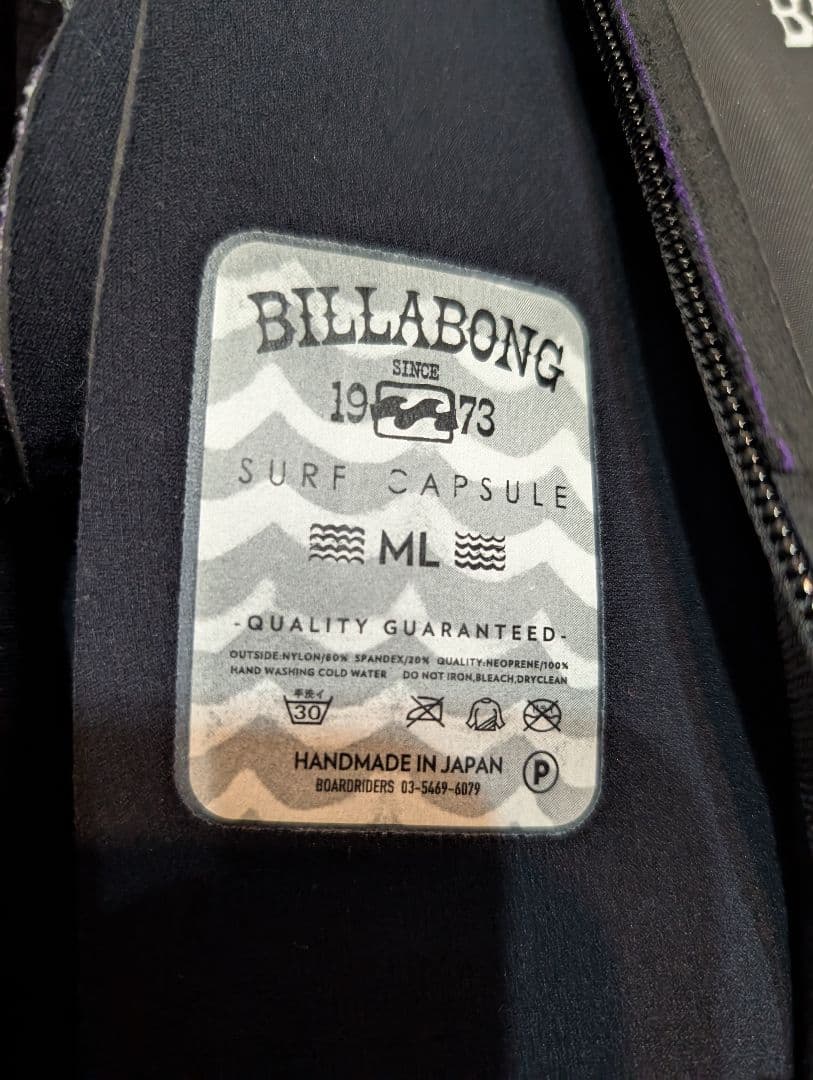 BILLABONG
SINCE
19 73
SURF CAPSULE
ML
-QUALITY GUARANTEED-
OUTSIDE:NYLON/80% SPANDEX/20% QUALITY:NEOPRENE/100%
HAND WASHING COLD WATER DO NOT IRON,BLEACH,DRYCLEAN
手洗イ
30
HANDMADE IN JAPAN
P
BOARDRIDERS 03-5469-6079